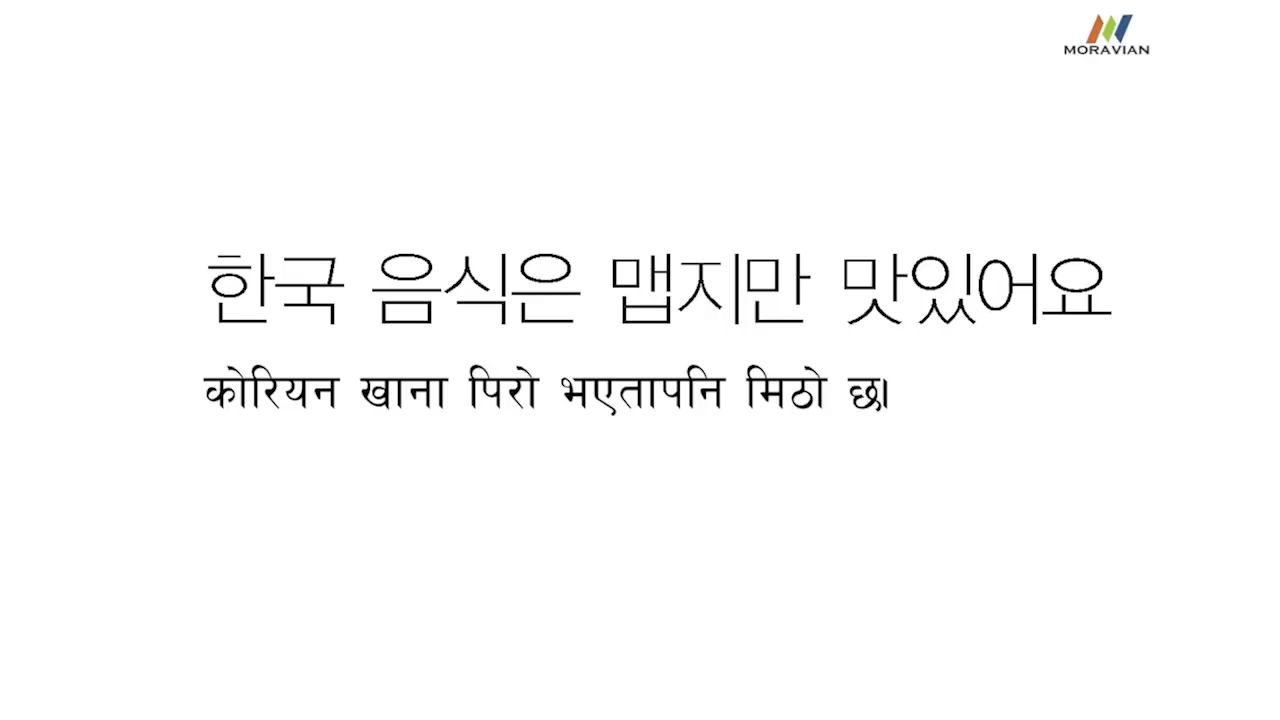 MORAVIAN
한국 음식은 맵지만 맛있어요
कोरियन खाना पिरो भएतापनि मिठो छ।